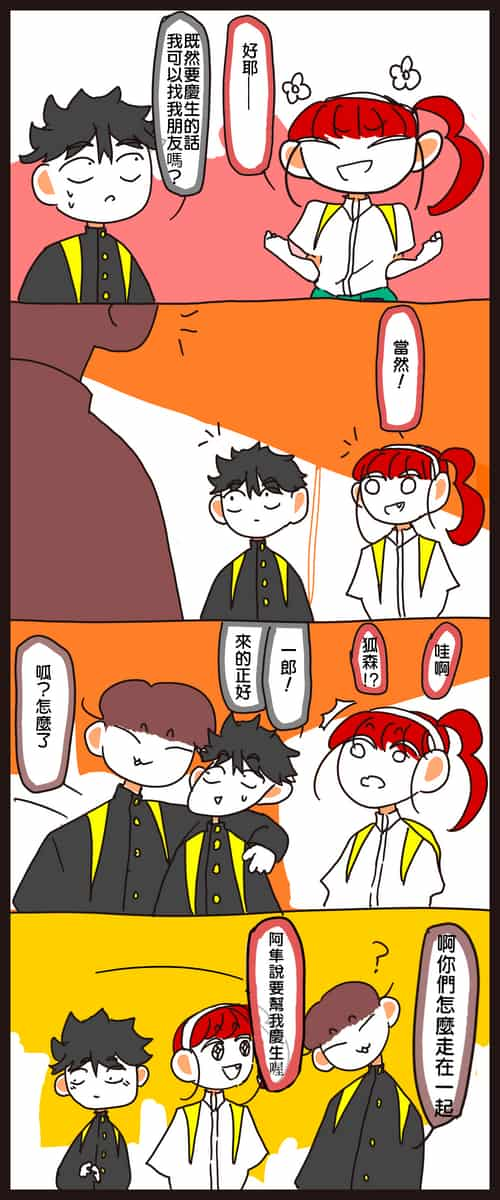 好耶——
既然要慶生的話
我可以找我朋友嗎?
當然!
哇啊
狐森!?
一郎!
來的正好
呱?怎麼了
啊你們怎麼走在一起
?
阿隼說要幫我慶生喔